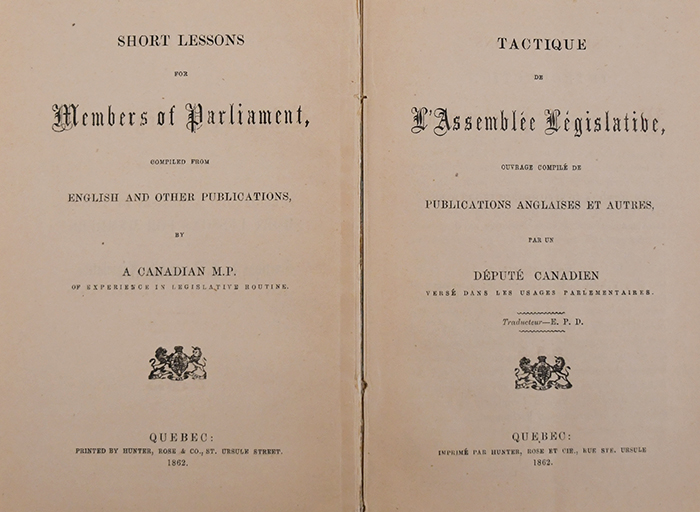 SHORT LESSONS
FOR
Members of Parliament,
COMPILED FROM
ENGLISH AND OTHER PUBLICATIONS,
BY
A CANADIAN M.P.
OF EXPERIENCE IN LEGISLATIVE ROUTINE.
QUEBEC:
PRINTED BY HUNTER, ROSE & CO., ST. URSULE STREET.
1862.
TACTIQUE
DE
L'Assemblée Législative,
OUVRAGE COMPILÉ DE
PUBLICATIONS ANGLAISES ET AUTRES,
PAR UN
DÉPUTÉ CANADIEN
VERSÉ DANS LES USAGES PARLEMENTAIRES.
Traducteur—E. P. D.
QUEBEC:
IMPRIMÉ PAR HUNTER, ROSE ET CIE., RUE STE. URSULE
1862.